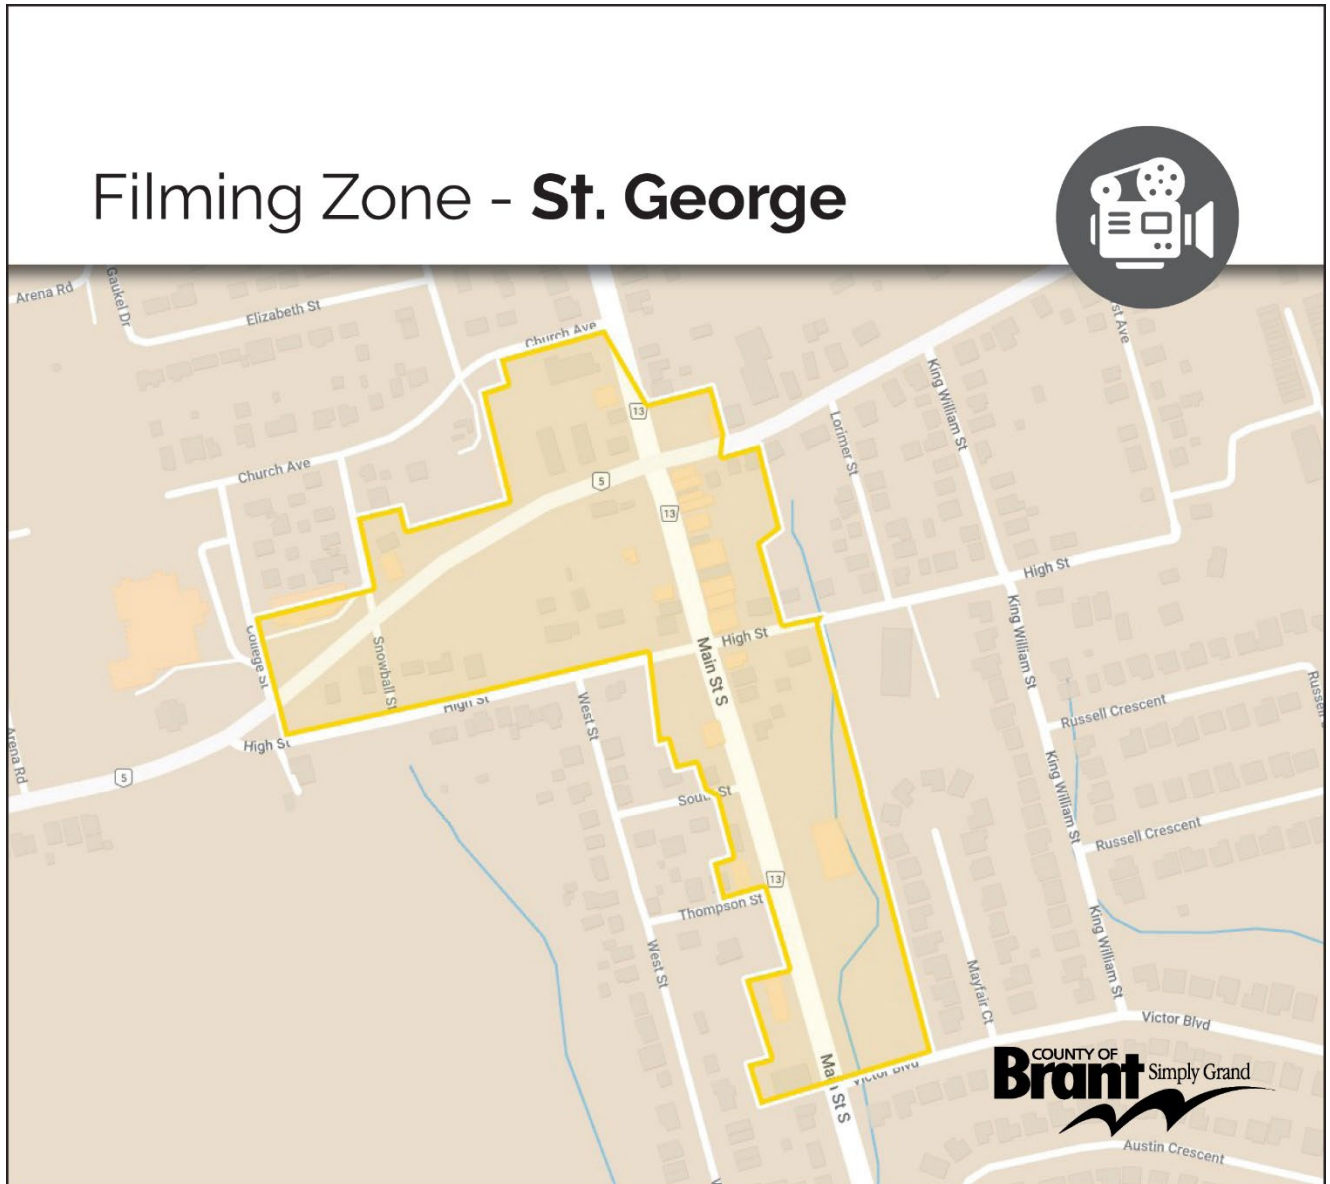 Filming Zone - St. George
Arena Rd
Gaukel Dr
Elizabeth St
Church Ave
13
Church Ave
5
13
Lorimer St
King William St
st Ave
High St
College St
Snowball St
High St
Main St S
High St
High St
West St
King William St
Russell Crescent
Russell
Arena Rd
5
South St
King William St
Russell Crescent
13
Thompson St
West St
Mayfair Ct
King William St
Victor Blvd
Main St S
Victor Blvd
COUNTY OF
Brant Simply Grand
Austin Crescent